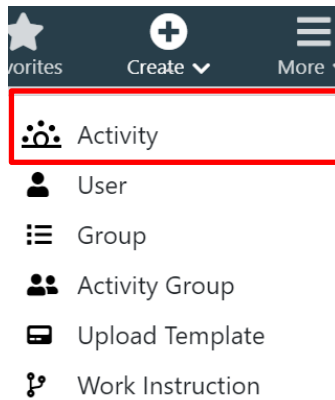 vorites Create More
Activity
User
Group
Activity Group
Upload Template
Work Instruction